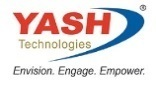 YASH®
Technologies
Envision. Engage. Empower.